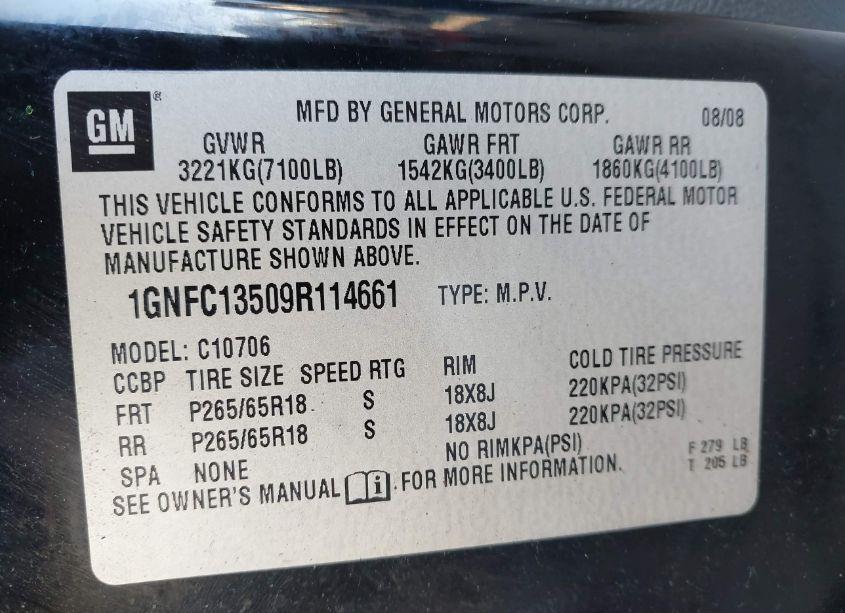 GM ® MFD BY GENERAL MOTORS CORP. 08/08
GVWR GAWR FRT GAWR RR
3221KG(7100LB) 1542KG(3400LB) 1860KG(4100LB)
THIS VEHICLE CONFORMS TO ALL APPLICABLE U.S. FEDERAL MOTOR
VEHICLE SAFETY STANDARDS IN EFFECT ON THE DATE OF
MANUFACTURE SHOWN ABOVE.
1GNFC13509R114661 TYPE: M.P.V.
MODEL: C10706
CCBP TIRE SIZE SPEED RTG RIM COLD TIRE PRESSURE
FRT P265/65R18 S 18X8J 220KPA(32PSI)
RR P265/65R18 S 18X8J 220KPA(32PSI)
SPA NONE NO RIMKPA(PSI) F 279 LB
T 205 LB
SEE OWNER'S MANUAL i .FOR MORE INFORMATION.